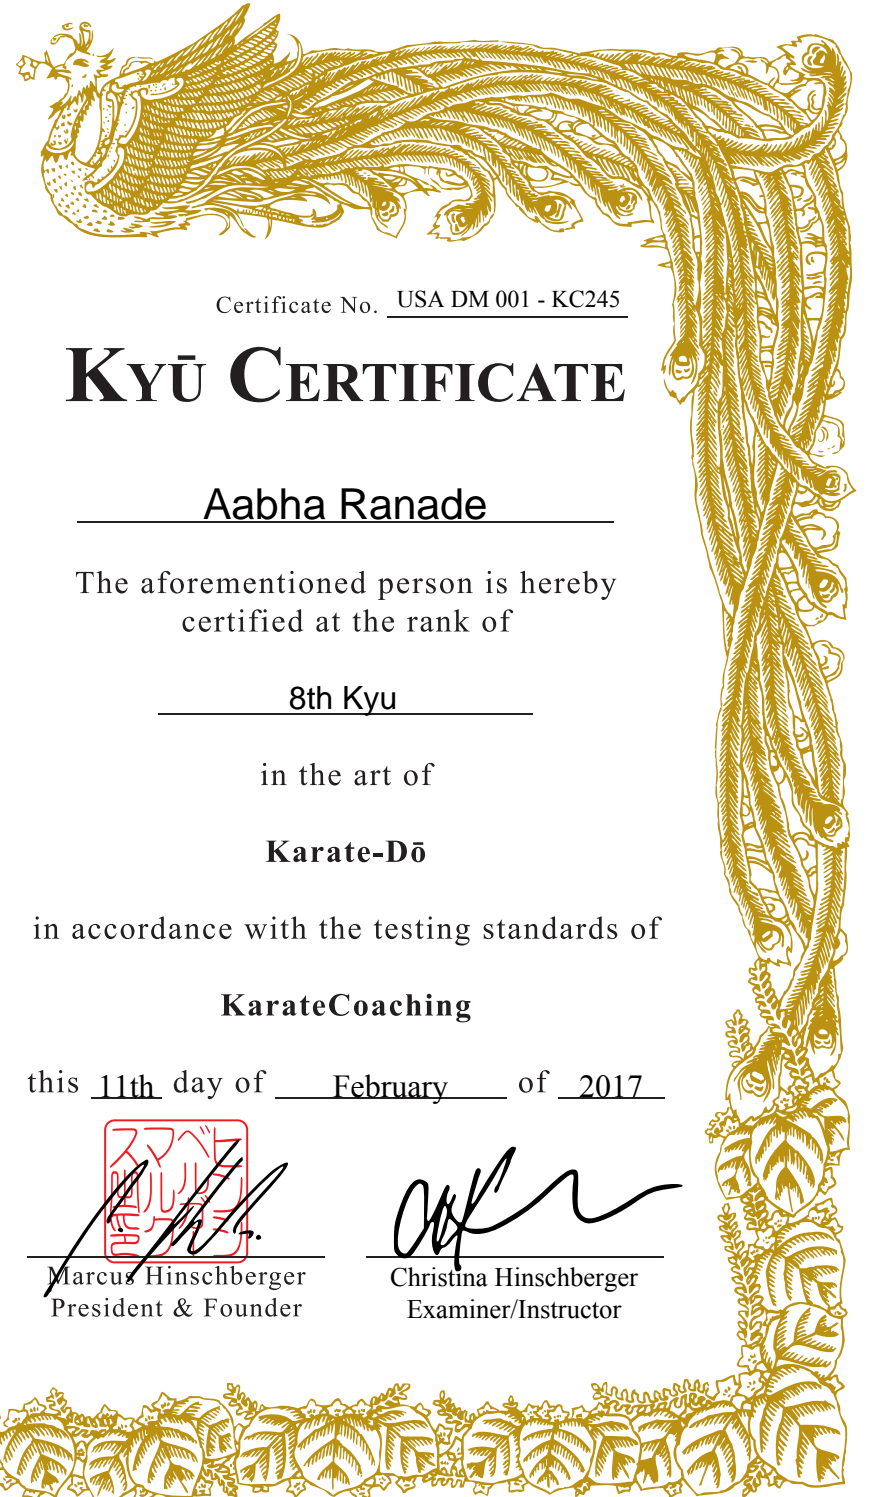 Certificate No. USA DM 001 - KC245
KYŪ CERTIFICATE
Aabha Ranade
The aforementioned person is hereby
certified at the rank of
8th Kyu
in the art of
Karate-Dō
in accordance with the testing standards of
KarateCoaching
this 11th day of February of 2017
Marcus Hinschberger
President & Founder
Christina Hinschberger
Examiner/Instructor